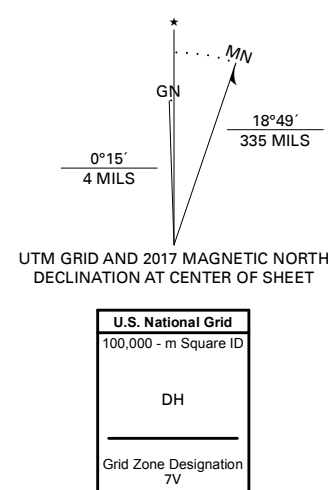 ★
MN
GN
18°49´
335 MILS
0°15´
4 MILS
UTM GRID AND 2017 MAGNETIC NORTH
DECLINATION AT CENTER OF SHEET
U.S. National Grid
100,000 - m Square ID
DH
Grid Zone Designation
7V